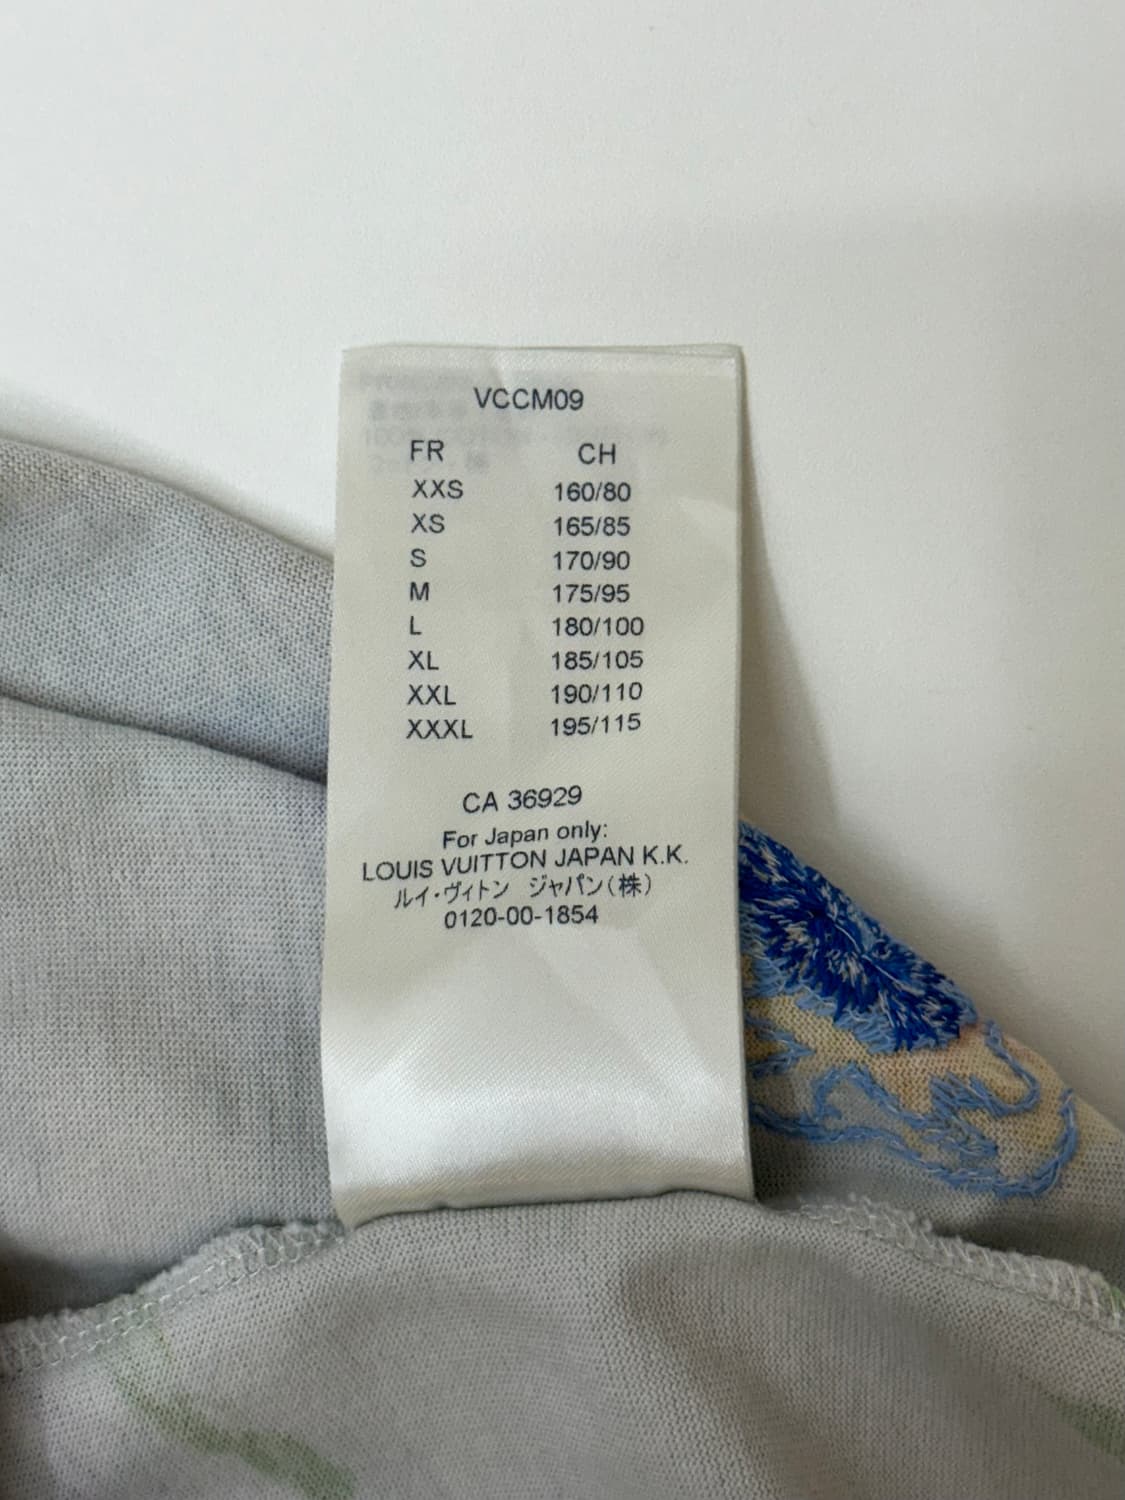 VCCM09
FR CH
XXS 160/80
XS 165/85
S 170/90
M 175/95
L 180/100
XL 185/105
XXL 190/110
XXXL 195/115
CA 36929
For Japan only:
LOUIS VUITTON JAPAN K.K.
ルイ・ヴィトン ジャパン(株)
0120-00-1854